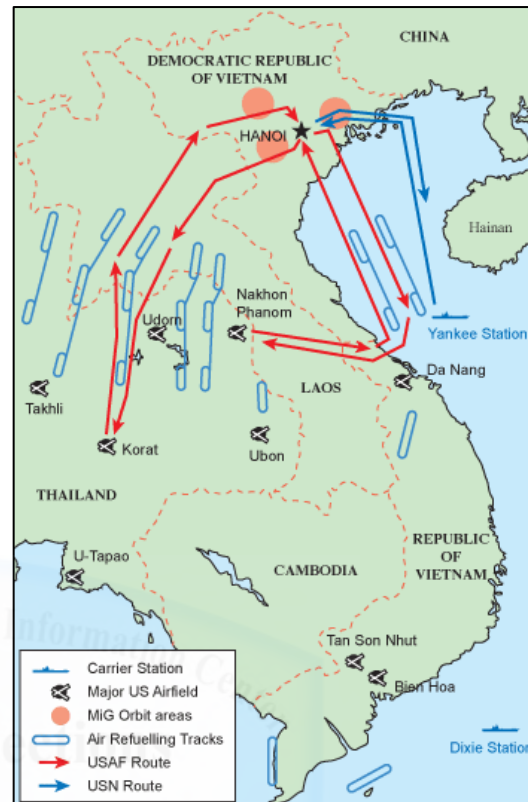 CHINA
DEMOCRATIC REPUBLIC
OF VIETNAM
HANOI
Hainan
Nakhon
Phanom
Udorn
Yankee Station
Da Nang
LAOS
Takhli
Korat
Ubon
THAILAND
REPUBLIC
OF
VIETNAM
U-Tapao
CAMBODIA
Information Centre
Tan Son Nhut
Bien Hoa
Dixie Station
Carrier Station
Major US Airfield
MiG Orbit areas
Air Refuelling Tracks
USAF Route
USN Route